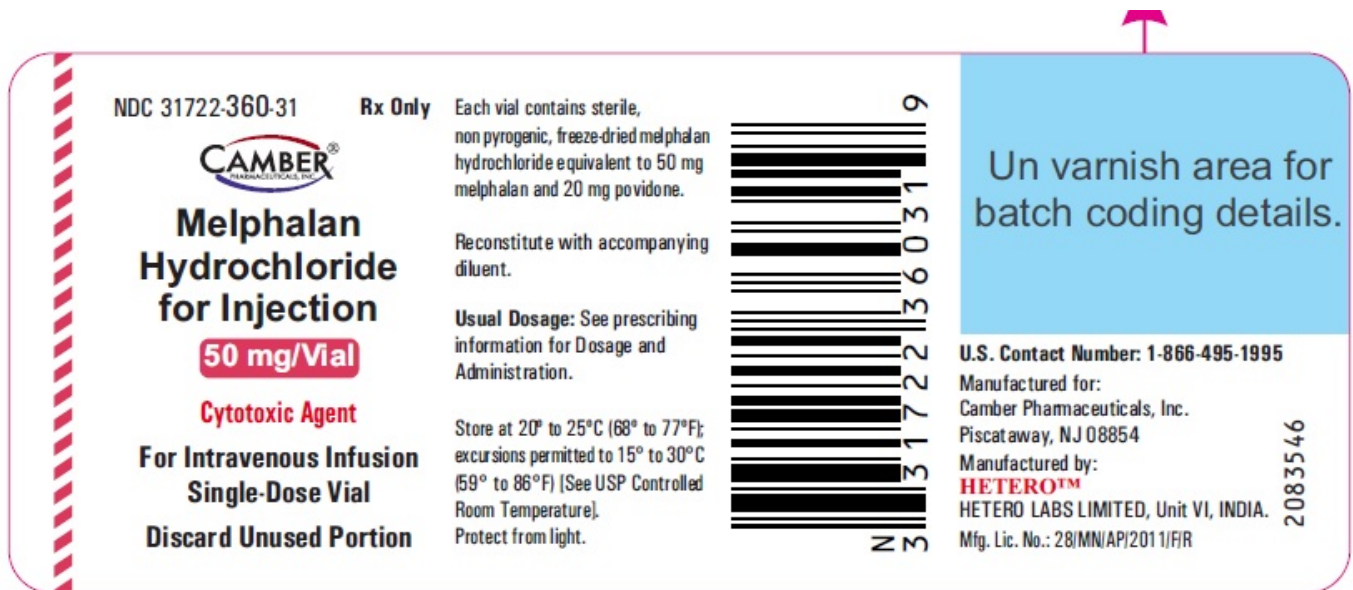 NDC 31722-360-31 Rx Only
CAMBER®
PHARMACEUTICALS, INC.
Melphalan
Hydrochloride
for Injection
50 mg/Vial
Cytotoxic Agent
For Intravenous Infusion
Single-Dose Vial
Discard Unused Portion
Each vial contains sterile,
non pyrogenic, freeze-dried melphalan
hydrochloride equivalent to 50 mg
melphalan and 20 mg povidone.
Reconstitute with accompanying
diluent.
Usual Dosage: See prescribing
information for Dosage and
Administration.
Store at 20° to 25°C (68° to 77°F);
excursions permitted to 15° to 30°C
(59° to 86°F) [See USP Controlled
Room Temperature].
Protect from light.
N 3 31722 36031 9
Un varnish area for
batch coding details.
U.S. Contact Number: 1-866-495-1995
Manufactured for:
Camber Pharmaceuticals, Inc.
Piscataway, NJ 08854
Manufactured by:
HETERO™
HETERO LABS LIMITED, Unit VI, INDIA.
Mfg. Lic. No.: 28/MN/AP/2011/F/R
2083546